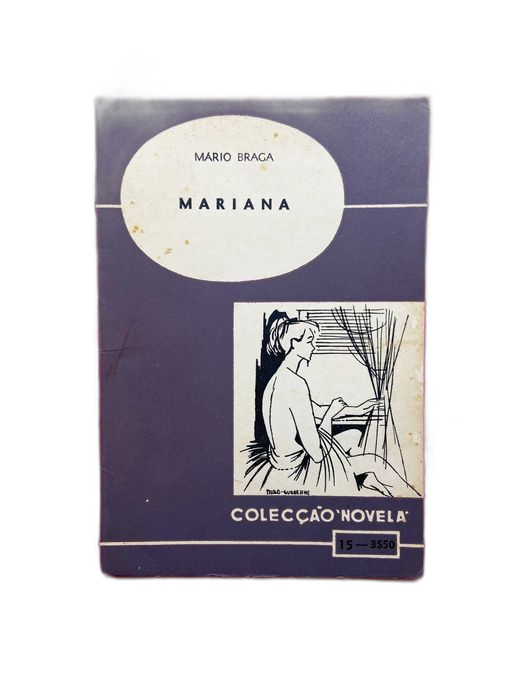 MÁRIO BRAGA
MARIANA
COLECÇÃO "NOVELA"
15 — 3$50